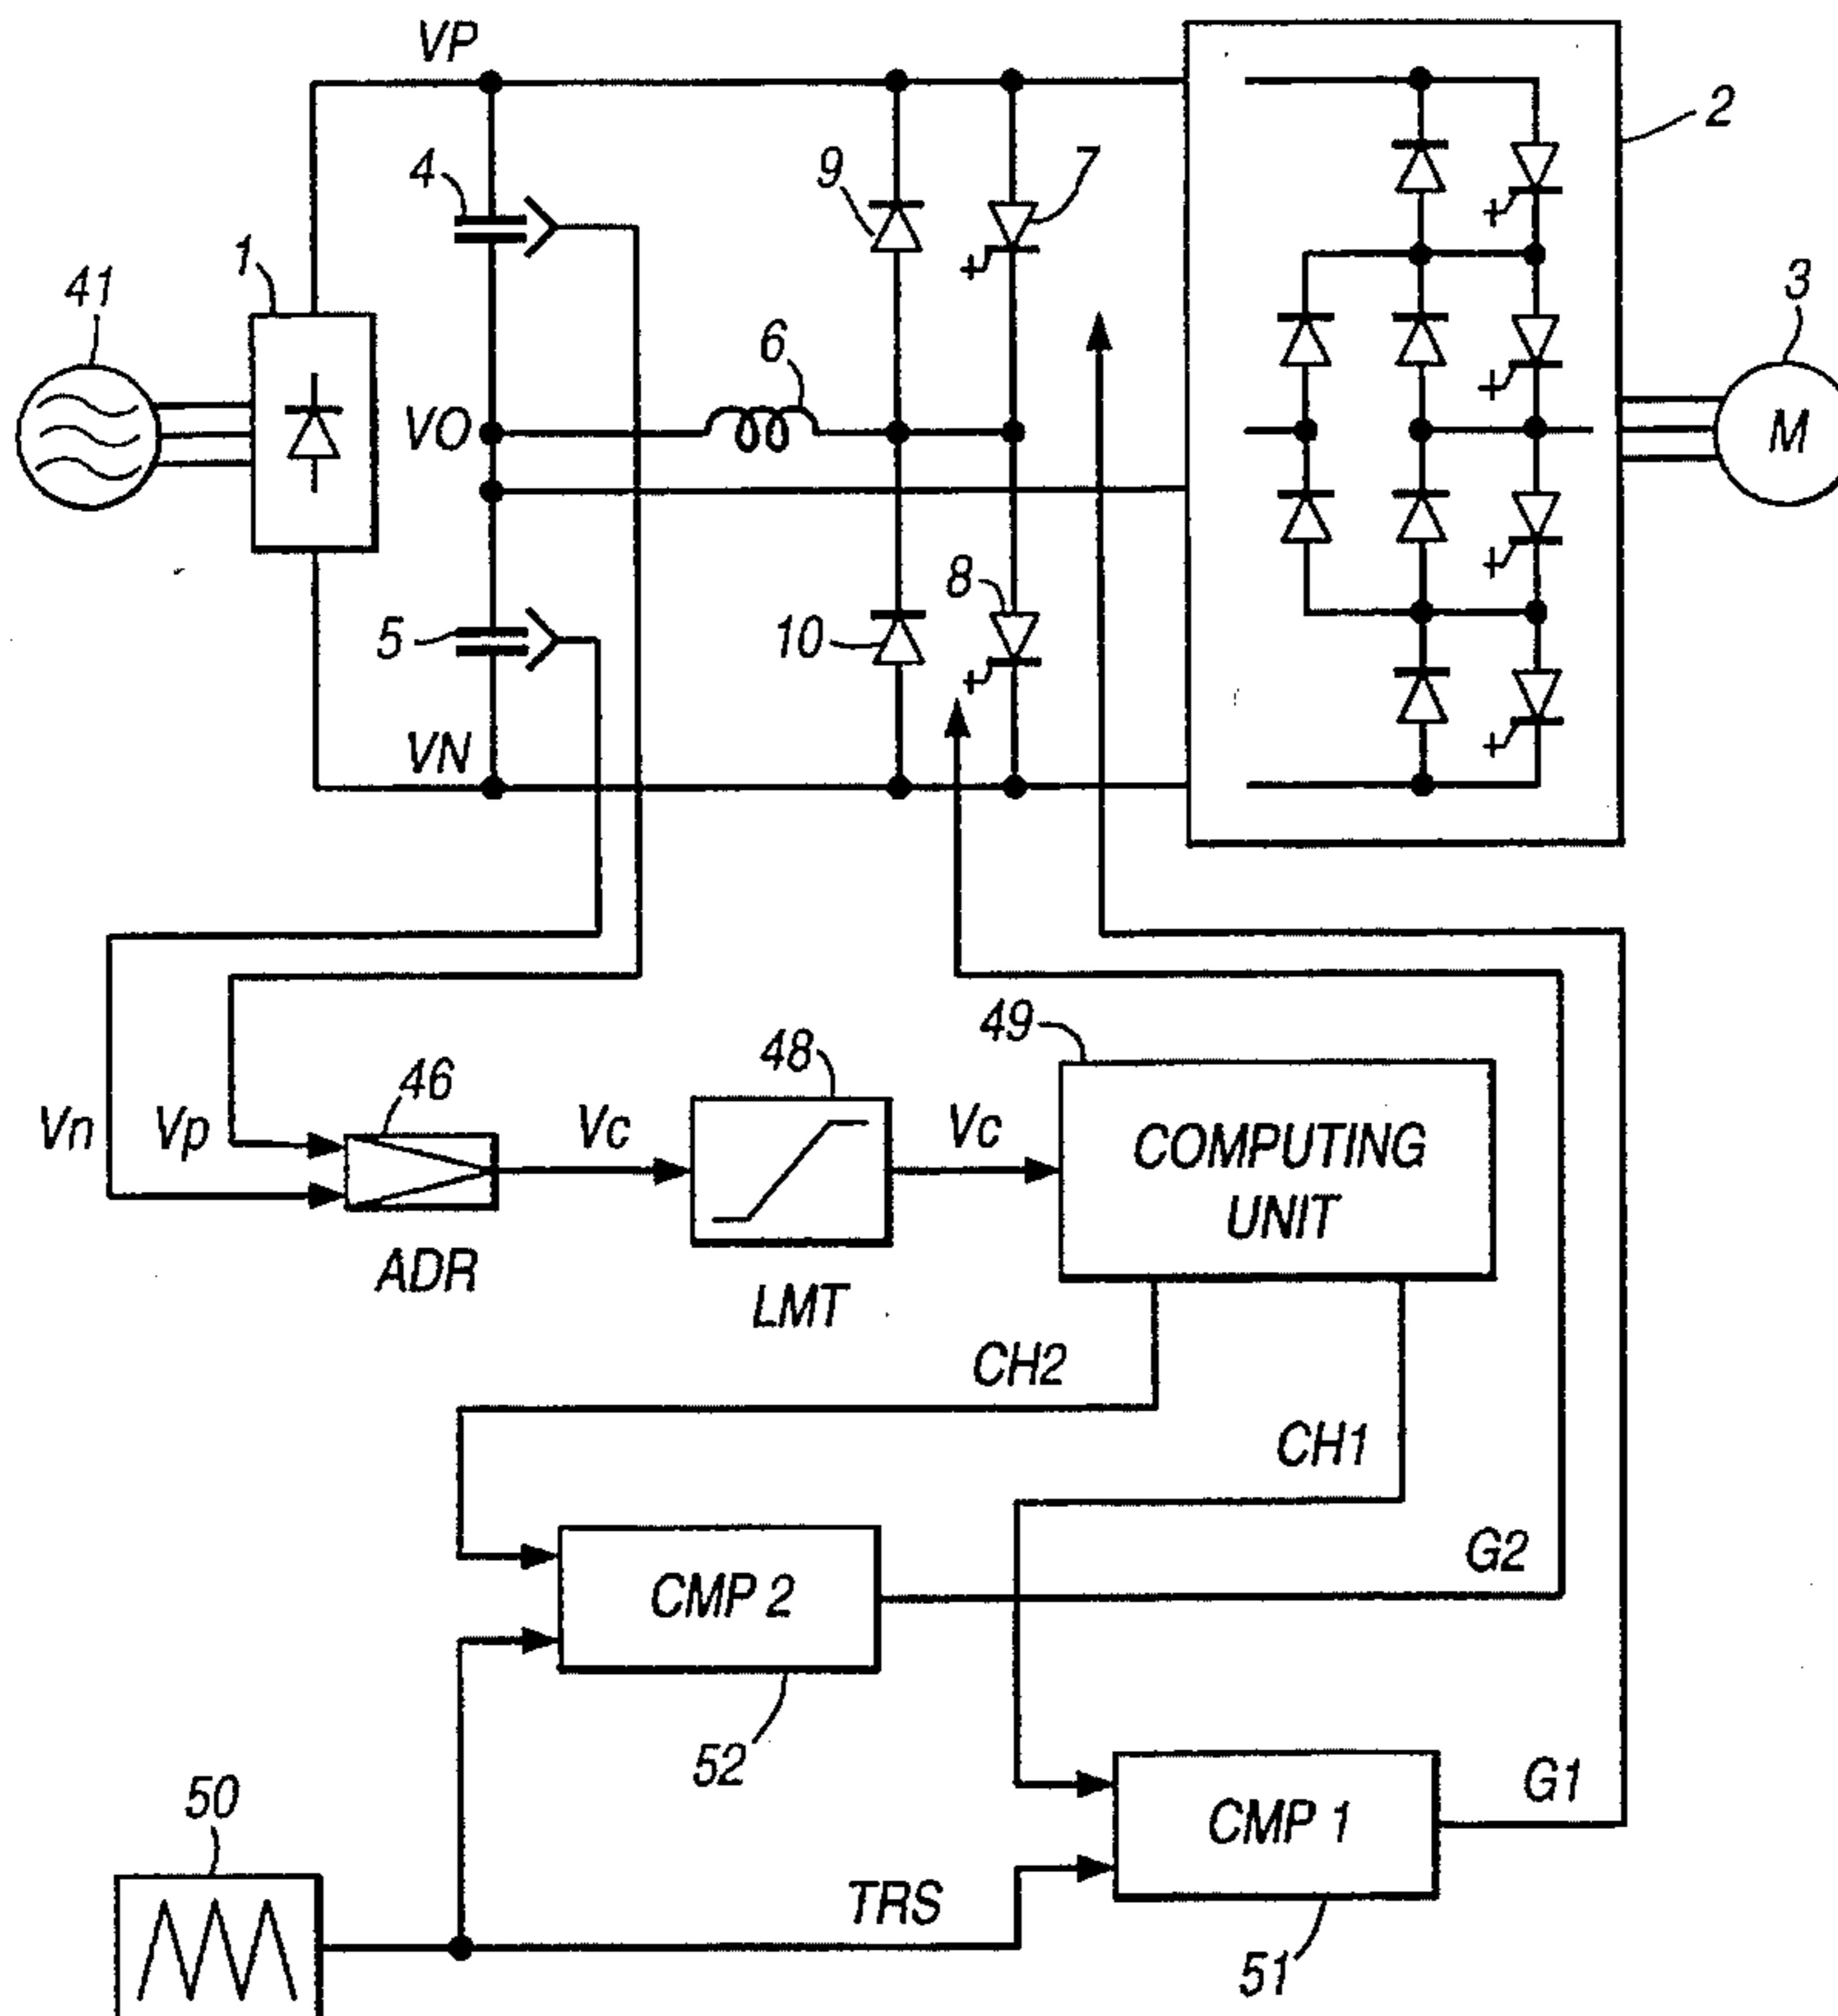 VP
2
4
9
7
1
41
3
6
VO
M
8
5
10
VN
49
48
46
Vn
Vp
Vc
Vc
COMPUTING
UNIT
ADR
LMT
CH2
CH1
G2
CMP 2
52
50
G1
CMP 1
TRS
51